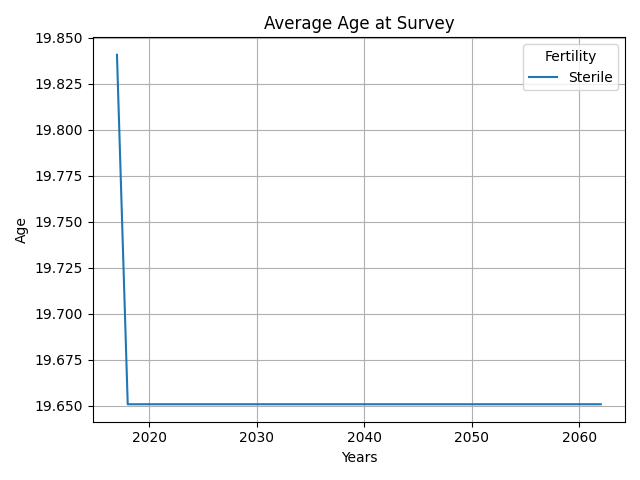 Average Age at Survey
19.850
19.825
19.800
19.775
19.750
19.725
19.700
19.675
19.650
Age
Fertility
Sterile
2020 2030 2040 2050 2060
Years